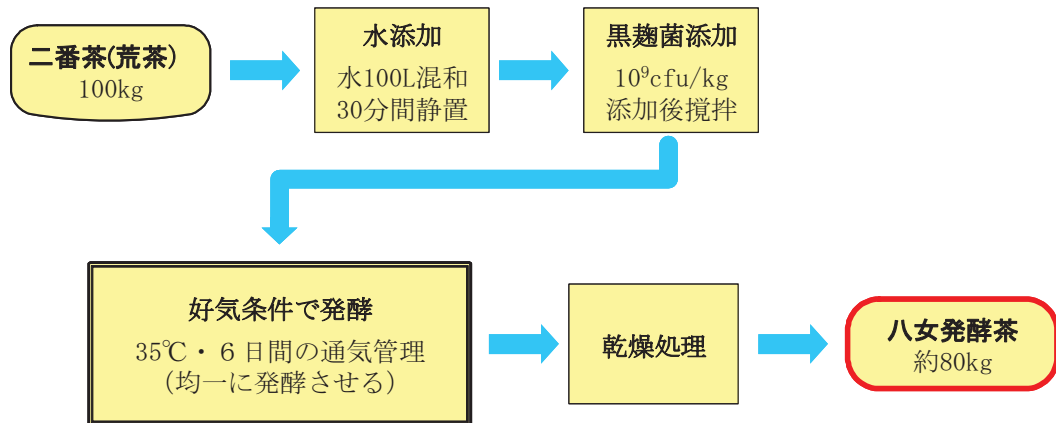 二番茶(荒茶)
100kg
水添加
水100L混和
30分間静置
黒麹菌添加
10⁹cfu/kg
添加後撹拌
好気条件で発酵
35℃・６日間の通気管理
（均一に発酵させる）
乾燥処理
八女発酵茶
約80kg